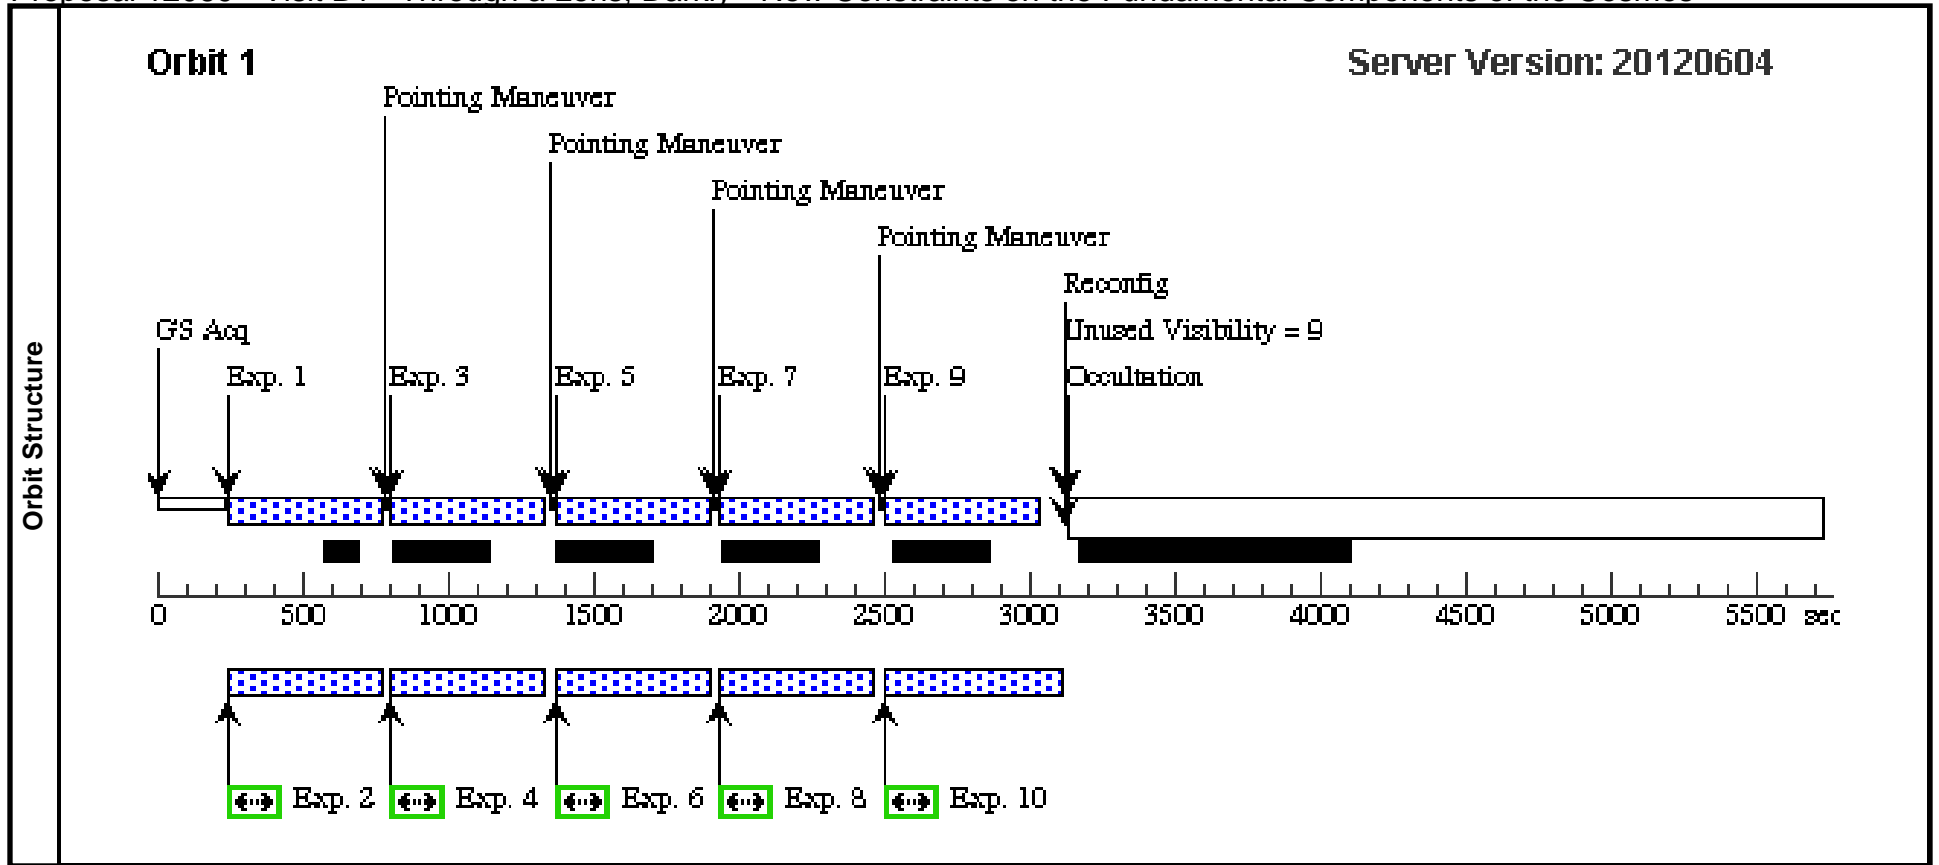 Orbit Structure
Orbit 1
Server Version: 20120604
Pointing Maneuver
Pointing Maneuver
Pointing Maneuver
Pointing Maneuver
Reconfig
GS Acq
Unused Visibility = 9
Exp. 1
Exp. 3
Exp. 5
Exp. 7
Exp. 9
Occultation
0 500 1000 1500 2000 2500 3000 3500 4000 4500 5000 5500 sec
Exp. 2
Exp. 4
Exp. 6
Exp. 8
Exp. 10